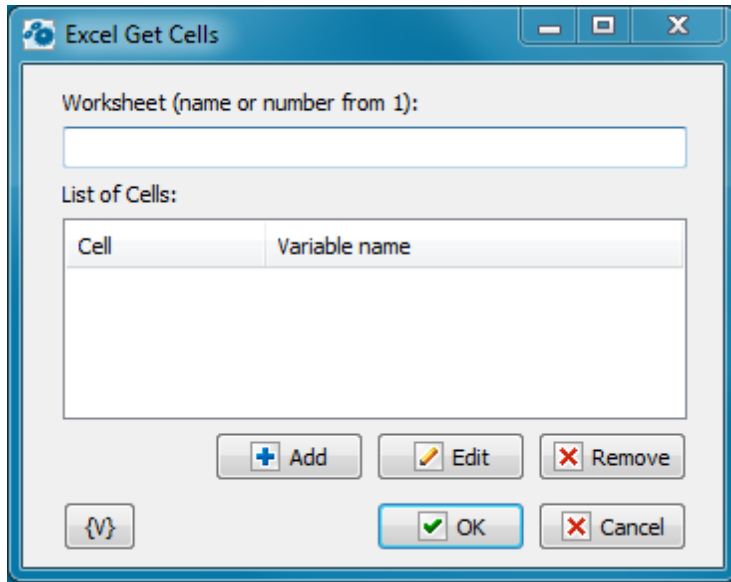 Excel Get Cells
Worksheet (name or number from 1):
List of Cells:
Cell Variable name
Add Edit Remove
{V} OK Cancel